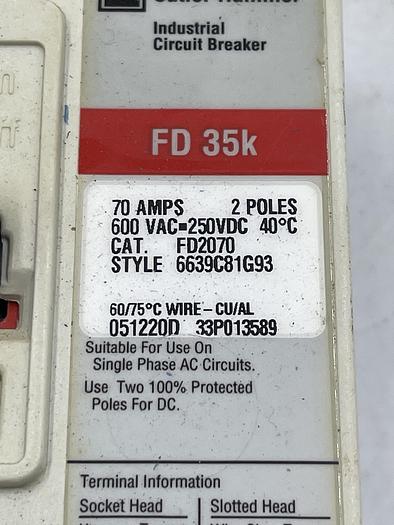 Cutler-Hammer
Industrial
Circuit Breaker
FD 35k
70 AMPS 2 POLES
600 VAC=250VDC 40°C
CAT. FD2070
STYLE 6639C81G93
60/75°C WIRE-CU/AL
051220D 33P013589
Suitable For Use On
Single Phase AC Circuits.
Use Two 100% Protected
Poles For DC.
Terminal Information
Socket Head Slotted Head